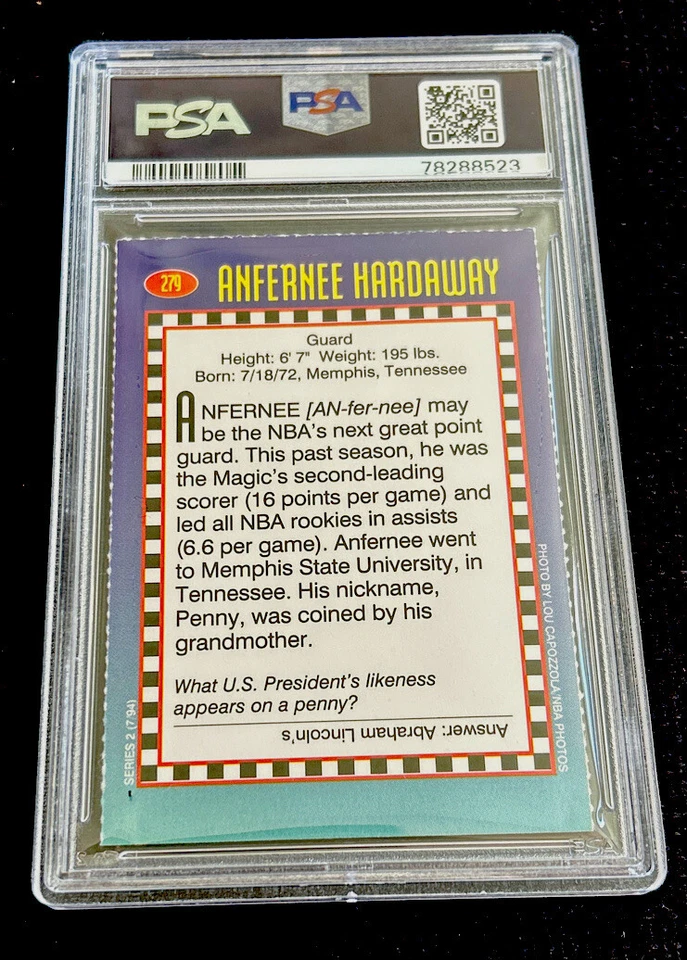 PSA
PSA
78288523
279
ANFERNEE HARDAWAY
Guard
Height: 6' 7" Weight: 195 lbs.
Born: 7/18/72, Memphis, Tennessee
ANFERNEE [AN-fer-nee] may
be the NBA's next great point
guard. This past season, he was
the Magic's second-leading
scorer (16 points per game) and
led all NBA rookies in assists
(6.6 per game). Anfernee went
to Memphis State University, in
Tennessee. His nickname,
Penny, was coined by his
grandmother.
What U.S. President's likeness
appears on a penny?
Answer: Abraham Lincoln's
SERIES 2 (7/94)
PHOTO BY LOU CAPOZZOLA/NBA PHOTOS